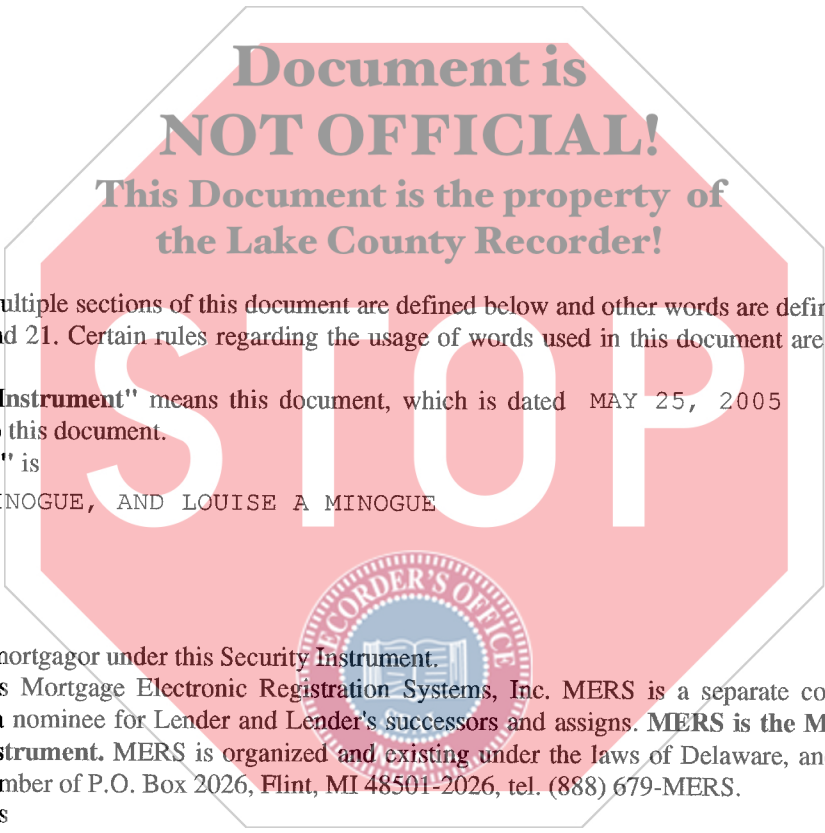 Document is
NOT OFFICIAL!
This Document is the property of
the Lake County Recorder!
ultiple sections of this document are defined below and other words are defin
nd 21. Certain rules regarding the usage of words used in this document are
Instrument" means this document, which is dated MAY 25, 2005
o this document.
" is
INOGUE, AND LOUISE A MINOGUE
STOP
RECORDER'S OFFICE
mortgagor under this Security Instrument.
s Mortgage Electronic Registration Systems, Inc. MERS is a separate co
a nominee for Lender and Lender's successors and assigns. MERS is the M
strument. MERS is organized and existing under the laws of Delaware, an
mber of P.O. Box 2026, Flint, MI 48501-2026, tel. (888) 679-MERS.
INDIANA
s